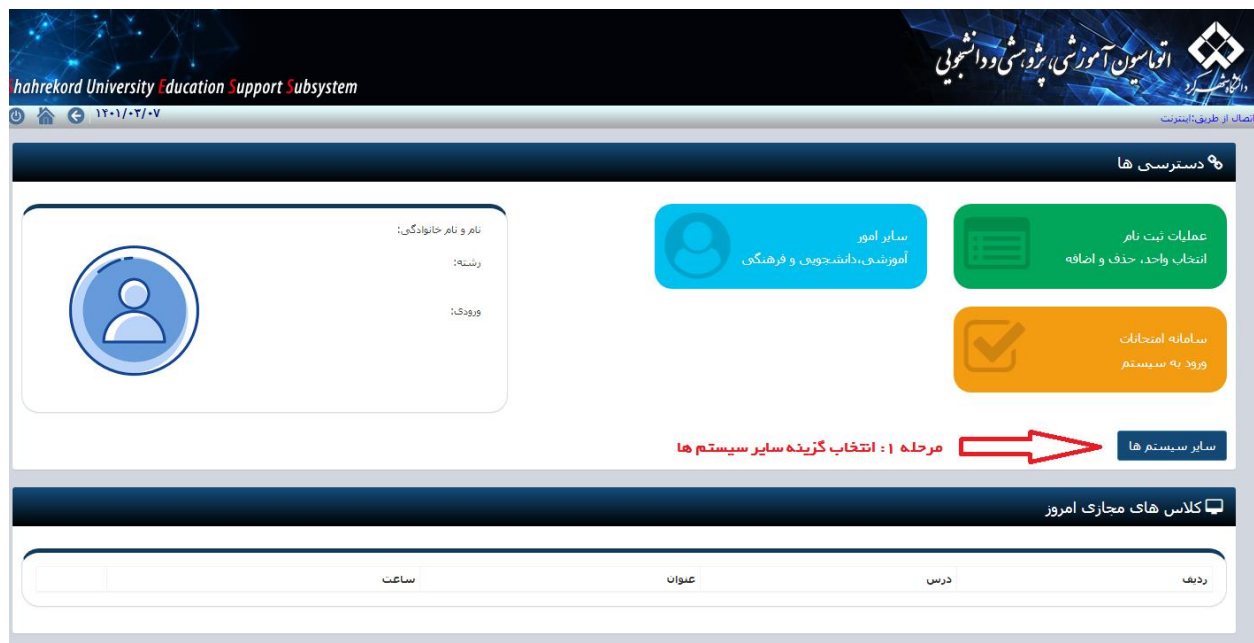 اتوماسیون آموزشی، پژوهشی و دانشجویی
دانشگاه شهرکرد
Shahrekord University Education Support Subsystem
اتصال از طریق:اینترنت
۱۴۰۱/۰۳/۰۷
دسترسی ها
عملیات ثبت نام
انتخاب واحد، حذف و اضافه
سایر امور
آموزشی،دانشجویی و فرهنگی
نام و نام خانوادگی:
رشته:
ورودی:
سامانه امتحانات
ورود به سیستم
سایر سیستم ها
مرحله ۱: انتخاب گزینه سایر سیستم ها
کلاس های مجازی امروز
ردیف درس عنوان ساعت